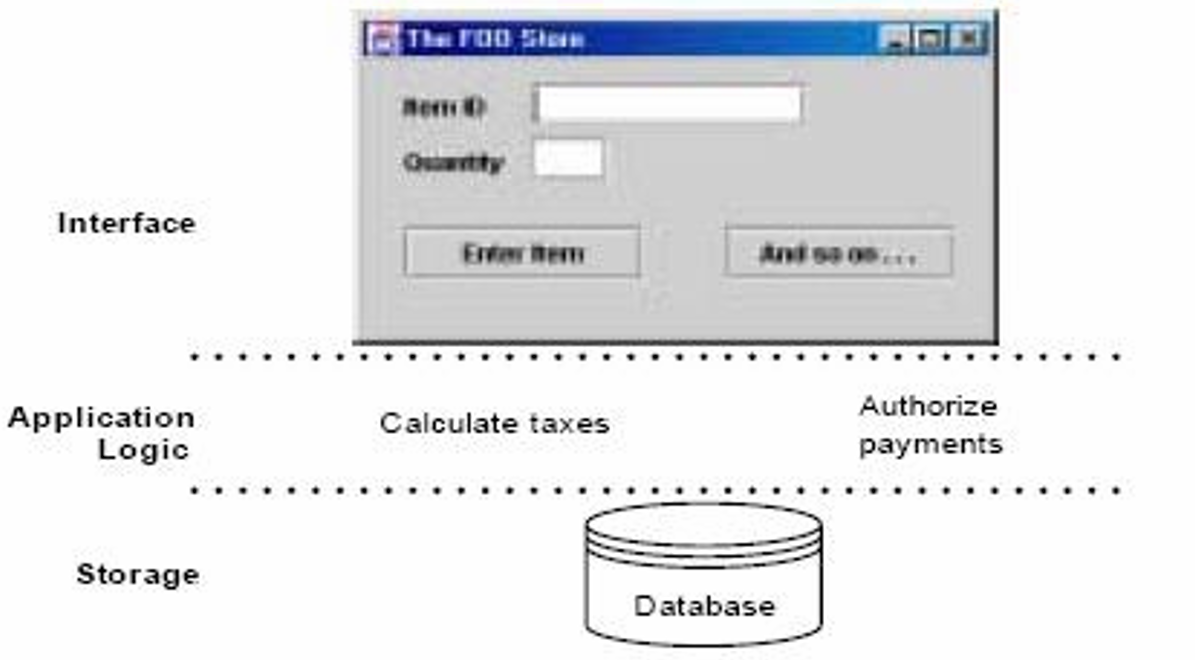 The FOO Store
Item ID
Quantity
Interface
Enter Item
And so on . . .
Application
Logic
Calculate taxes
Authorize
payments
Storage
Database